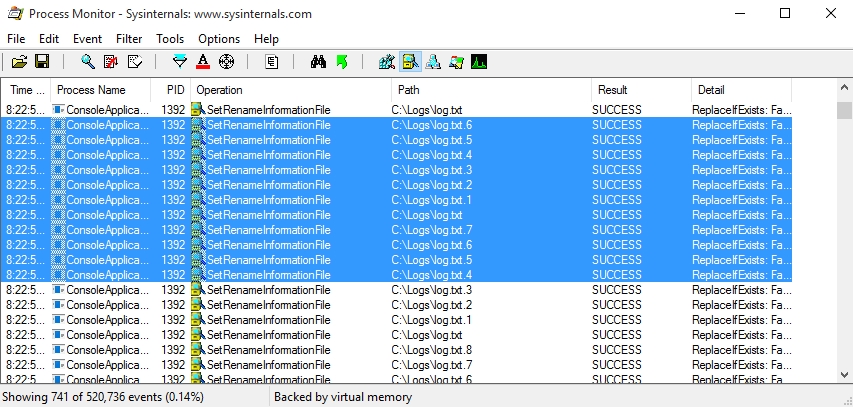 Process Monitor - Sysinternals: www.sysinternals.com
File Edit Event Filter Tools Options Help
Time ... Process Name PID Operation Path Result Detail
8:22:5... ConsoleApplica... 1392 SetRenameInformationFile C:\Logs\log.txt SUCCESS ReplaceIfExists: Fa...
8:22:5... ConsoleApplica... 1392 SetRenameInformationFile C:\Logs\log.txt.6 SUCCESS ReplaceIfExists: Fa...
8:22:5... ConsoleApplica... 1392 SetRenameInformationFile C:\Logs\log.txt.5 SUCCESS ReplaceIfExists: Fa...
8:22:5... ConsoleApplica... 1392 SetRenameInformationFile C:\Logs\log.txt.4 SUCCESS ReplaceIfExists: Fa...
8:22:5... ConsoleApplica... 1392 SetRenameInformationFile C:\Logs\log.txt.3 SUCCESS ReplaceIfExists: Fa...
8:22:5... ConsoleApplica... 1392 SetRenameInformationFile C:\Logs\log.txt.2 SUCCESS ReplaceIfExists: Fa...
8:22:5... ConsoleApplica... 1392 SetRenameInformationFile C:\Logs\log.txt.1 SUCCESS ReplaceIfExists: Fa...
8:22:5... ConsoleApplica... 1392 SetRenameInformationFile C:\Logs\log.txt SUCCESS ReplaceIfExists: Fa...
8:22:5... ConsoleApplica... 1392 SetRenameInformationFile C:\Logs\log.txt.7 SUCCESS ReplaceIfExists: Fa...
8:22:5... ConsoleApplica... 1392 SetRenameInformationFile C:\Logs\log.txt.6 SUCCESS ReplaceIfExists: Fa...
8:22:5... ConsoleApplica... 1392 SetRenameInformationFile C:\Logs\log.txt.5 SUCCESS ReplaceIfExists: Fa...
8:22:5... ConsoleApplica... 1392 SetRenameInformationFile C:\Logs\log.txt.4 SUCCESS ReplaceIfExists: Fa...
8:22:5... ConsoleApplica... 1392 SetRenameInformationFile C:\Logs\log.txt.3 SUCCESS ReplaceIfExists: Fa...
8:22:5... ConsoleApplica... 1392 SetRenameInformationFile C:\Logs\log.txt.2 SUCCESS ReplaceIfExists: Fa...
8:22:5... ConsoleApplica... 1392 SetRenameInformationFile C:\Logs\log.txt.1 SUCCESS ReplaceIfExists: Fa...
8:22:5... ConsoleApplica... 1392 SetRenameInformationFile C:\Logs\log.txt SUCCESS ReplaceIfExists: Fa...
8:22:5... ConsoleApplica... 1392 SetRenameInformationFile C:\Logs\log.txt.8 SUCCESS ReplaceIfExists: Fa...
8:22:5... ConsoleApplica... 1392 SetRenameInformationFile C:\Logs\log.txt.7 SUCCESS ReplaceIfExists: Fa...
8:22:5... ConsoleApplica... 1392 SetRenameInformationFile C:\Logs\log.txt.6 SUCCESS ReplaceIfExists: Fa...
Showing 741 of 520,736 events (0.14%) Backed by virtual memory